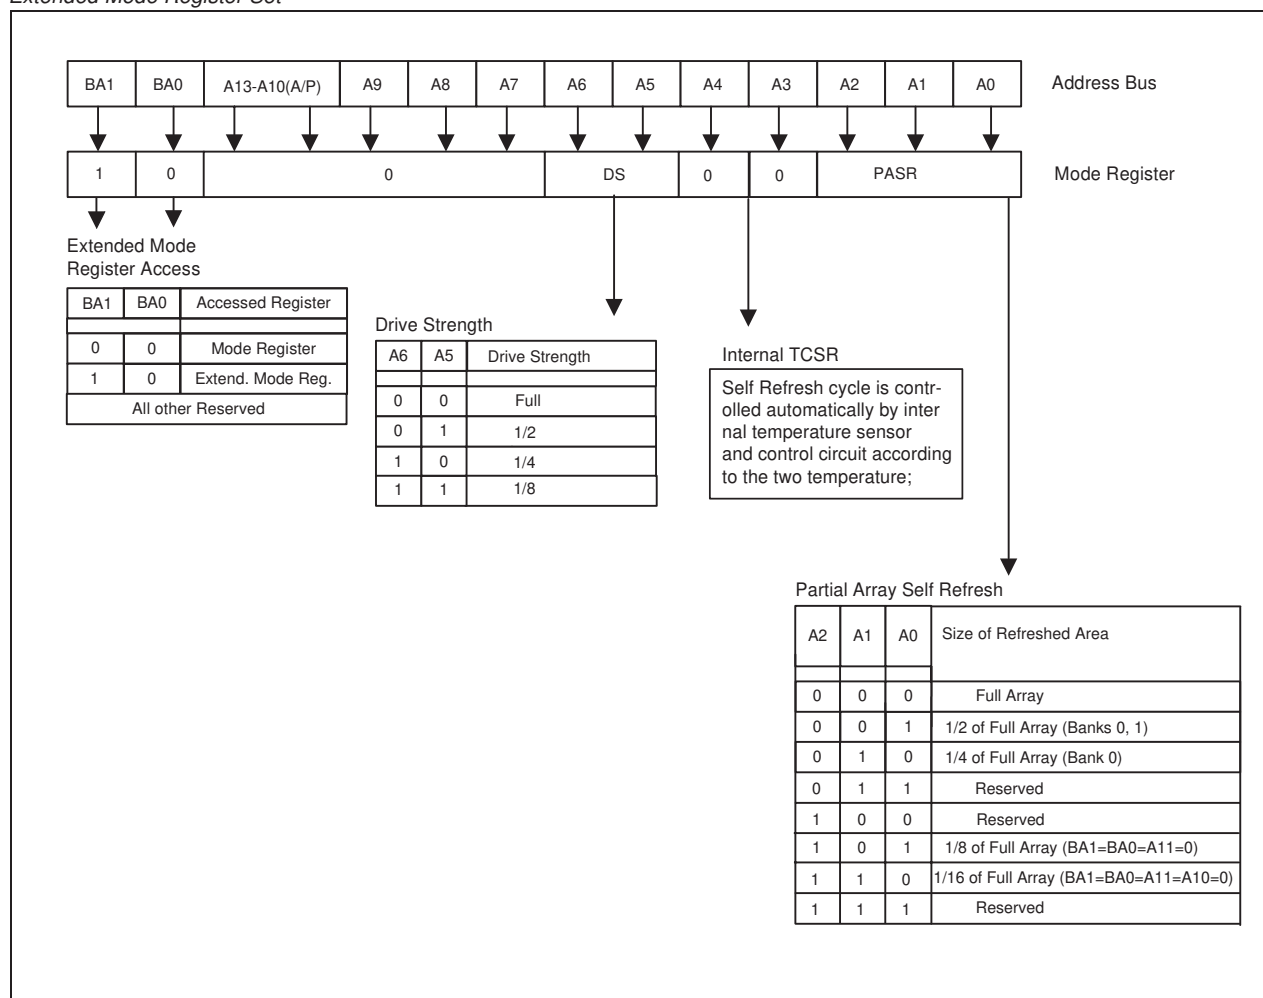 Extended Mode Register Set
BA1 BA0 A13-A10(A/P) A9 A8 A7 A6 A5 A4 A3 A2 A1 A0 Address Bus
1 0 0 DS 0 0 PASR Mode Register
Extended Mode
Register Access
BA1 BA0 Accessed Register
0 0 Mode Register
1 0 Extend. Mode Reg.
All other Reserved
Drive Strength
A6 A5 Drive Strength
0 0 Full
0 1 1/2
1 0 1/4
1 1 1/8
Internal TCSR
Self Refresh cycle is contr-
olled automatically by inter
nal temperature sensor
and control circuit according
to the two temperature;
Partial Array Self Refresh
A2 A1 A0 Size of Refreshed Area
0 0 0 Full Array
0 0 1 1/2 of Full Array (Banks 0, 1)
0 1 0 1/4 of Full Array (Bank 0)
0 1 1 Reserved
1 0 0 Reserved
1 0 1 1/8 of Full Array (BA1=BA0=A11=0)
1 1 0 1/16 of Full Array (BA1=BA0=A11=A10=0)
1 1 1 Reserved